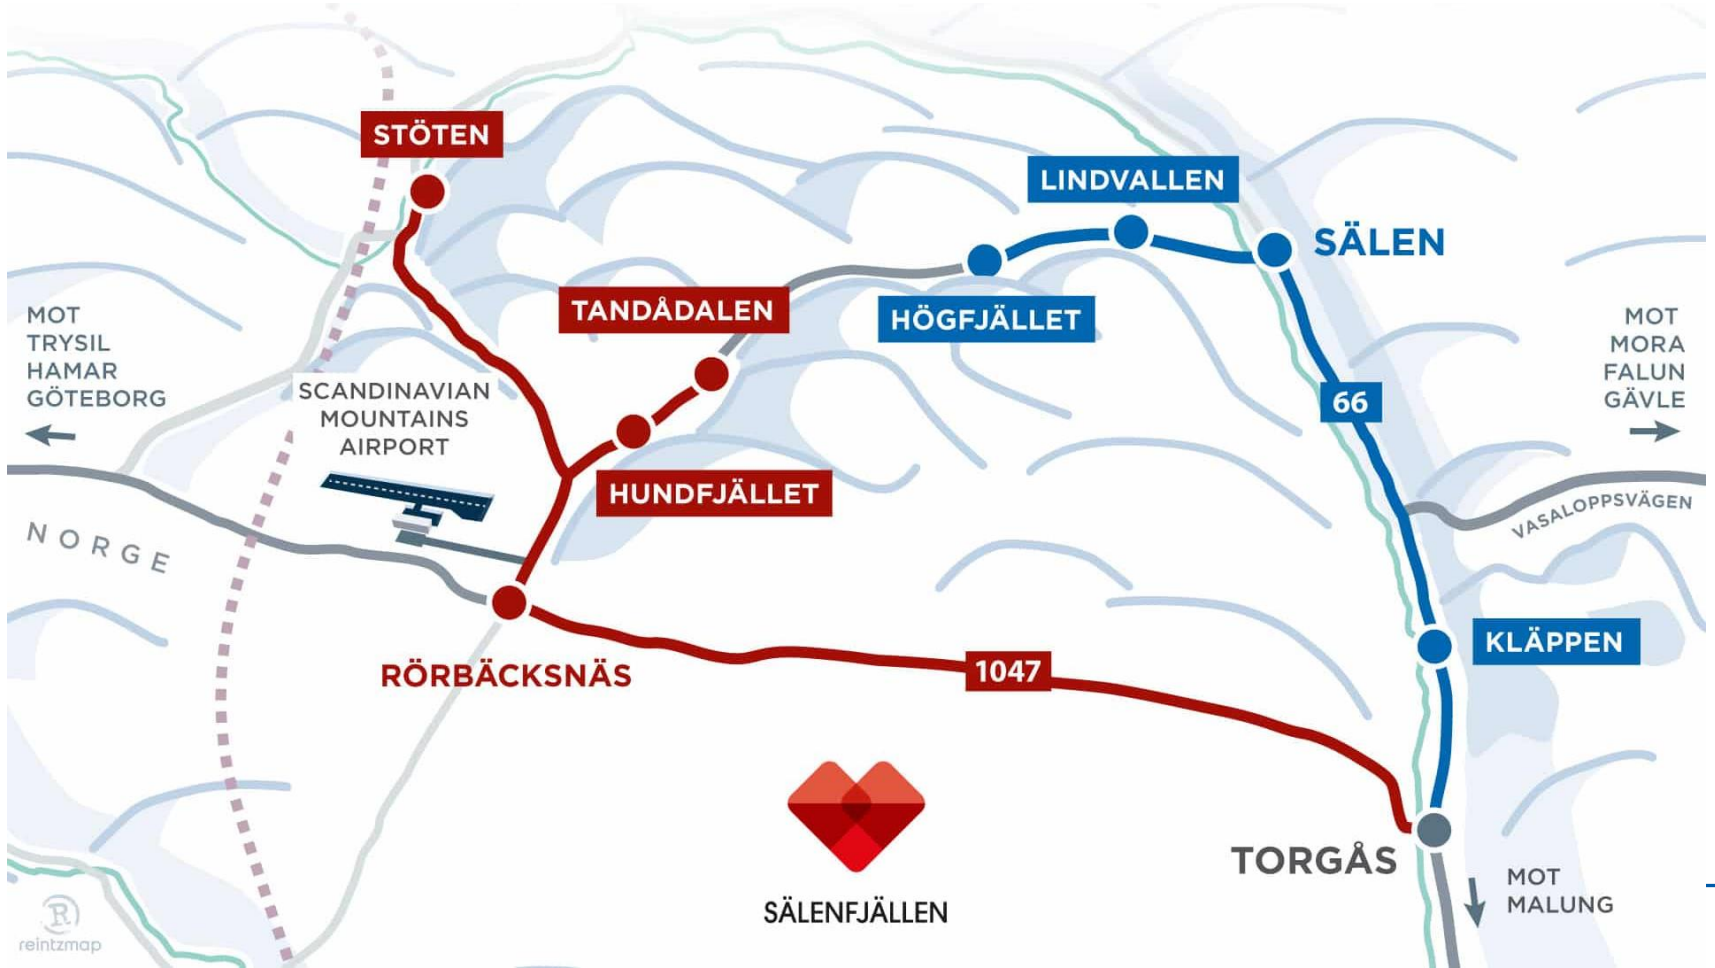 STÖTEN
LINDVALLEN
SÄLEN
TANDÅDALEN
HÖGFJÄLLET
MOT
TRYSIL
HAMAR
GÖTEBORG
MOT
MORA
FALUN
GÄVLE
SCANDINAVIAN
MOUNTAINS
AIRPORT
66
HUNDFJÄLLET
VASALOPPSVÄGEN
NORGE
KLÄPPEN
RÖRBÄCKSNÄS
1047
TORGÅS
MOT
MALUNG
SÄLENFJÄLLEN
R
reintzmap